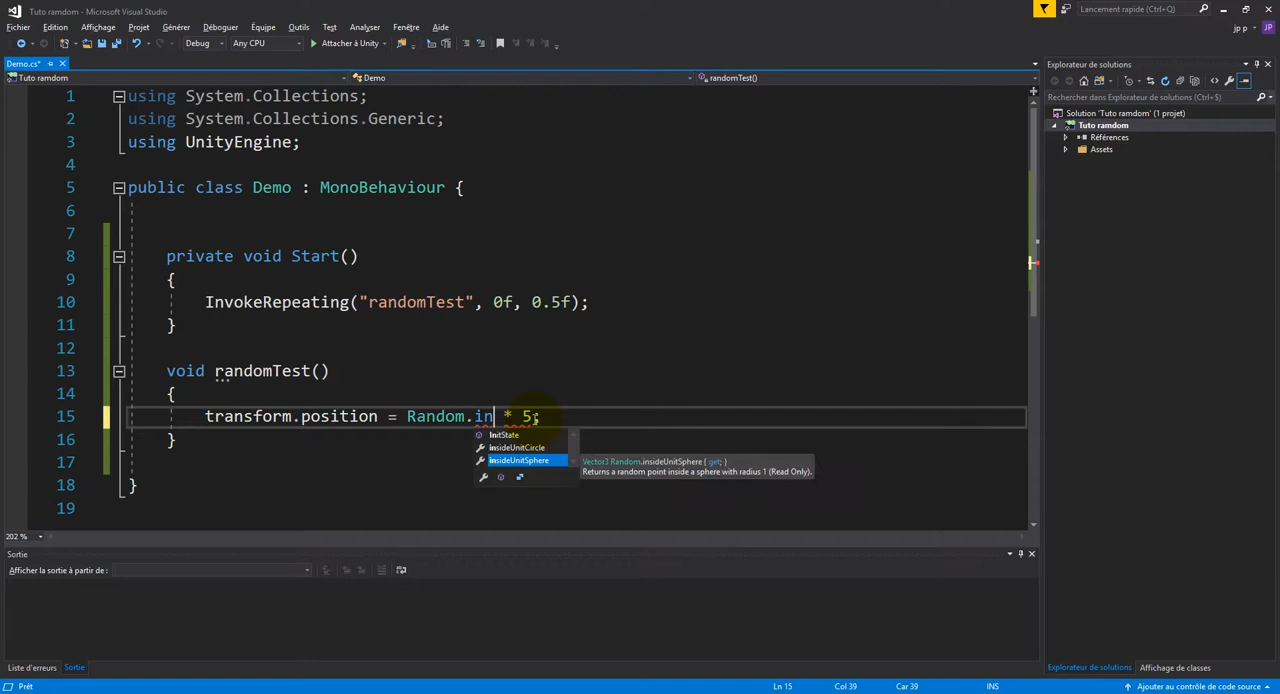 Tuto ramdom - Microsoft Visual Studio
Lancement rapide (Ctrl+Q)
Fichier Edition Affichage Projet Générer Déboguer Équipe Outils Test Analyser Fenêtre Aide
jp p JP
Debug Any CPU Attacher à Unity
Demo.cs*
Tuto ramdom Demo randomTest()
1 using System.Collections;
2 using System.Collections.Generic;
3 using UnityEngine;
4
5 public class Demo : MonoBehaviour {
6
7
8 private void Start()
9 {
10 InvokeRepeating("randomTest", 0f, 0.5f);
11 }
12
13 void randomTest()
14 {
15 transform.position = Random.in * 5;
16 }
17
18 }
19
InitState
insideUnitCircle
insideUnitSphere
Vector3 Random.insideUnitSphere { get; }
Returns a random point inside a sphere with radius 1 (Read Only).
202 %
Sortie
Afficher la sortie à partir de :
Liste d'erreurs Sortie
Explorateur de solutions
Rechercher dans Explorateur de solutions (Ctrl+$)
Solution 'Tuto ramdom' (1 projet)
Tuto ramdom
Références
Assets
Explorateur de solutions Affichage de classes
Prêt Ln 15 Col 39 Car 39 INS Ajouter au contrôle de code source